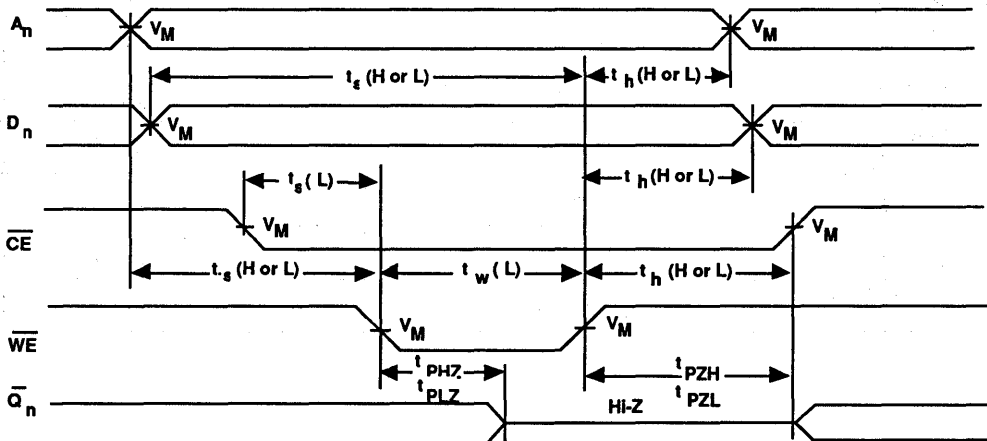 An VM VM
ts (H or L) th (H or L)
Dn VM VM
ts (L) th (H or L)
CE VM VM
t.s (H or L) tw (L) th (H or L)
WE VM VM
tPHZ tPZH
tPLZ tPZL
Qn Hi-Z